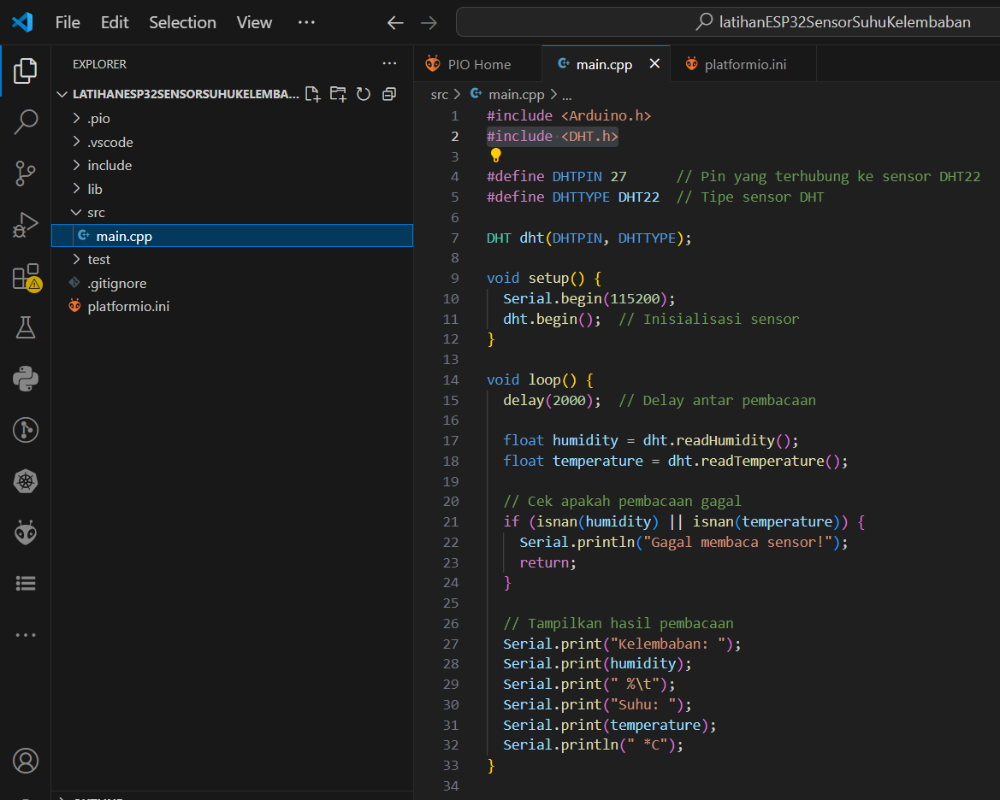 File Edit Selection View ··· latihanESP32SensorSuhuKelembaban
EXPLORER ···
LATIHANESP32SENSORSUHUKELEMBA...
.pio
.vscode
include
lib
src
main.cpp
test
.gitignore
platformio.ini
PIO Home main.cpp platformio.ini
src > main.cpp > ...
1 #include <Arduino.h>
2 #include <DHT.h>
3
4 #define DHTPIN 27 // Pin yang terhubung ke sensor DHT22
5 #define DHTTYPE DHT22 // Tipe sensor DHT
6
7 DHT dht(DHTPIN, DHTTYPE);
8
9 void setup() {
10 Serial.begin(115200);
11 dht.begin(); // Inisialisasi sensor
12 }
13
14 void loop() {
15 delay(2000); // Delay antar pembacaan
16
17 float humidity = dht.readHumidity();
18 float temperature = dht.readTemperature();
19
20 // Cek apakah pembacaan gagal
21 if (isnan(humidity) || isnan(temperature)) {
22 Serial.println("Gagal membaca sensor!");
23 return;
24 }
25
26 // Tampilkan hasil pembacaan
27 Serial.print("Kelembaban: ");
28 Serial.print(humidity);
29 Serial.print(" %\t");
30 Serial.print("Suhu: ");
31 Serial.print(temperature);
32 Serial.println(" *C");
33 }
34